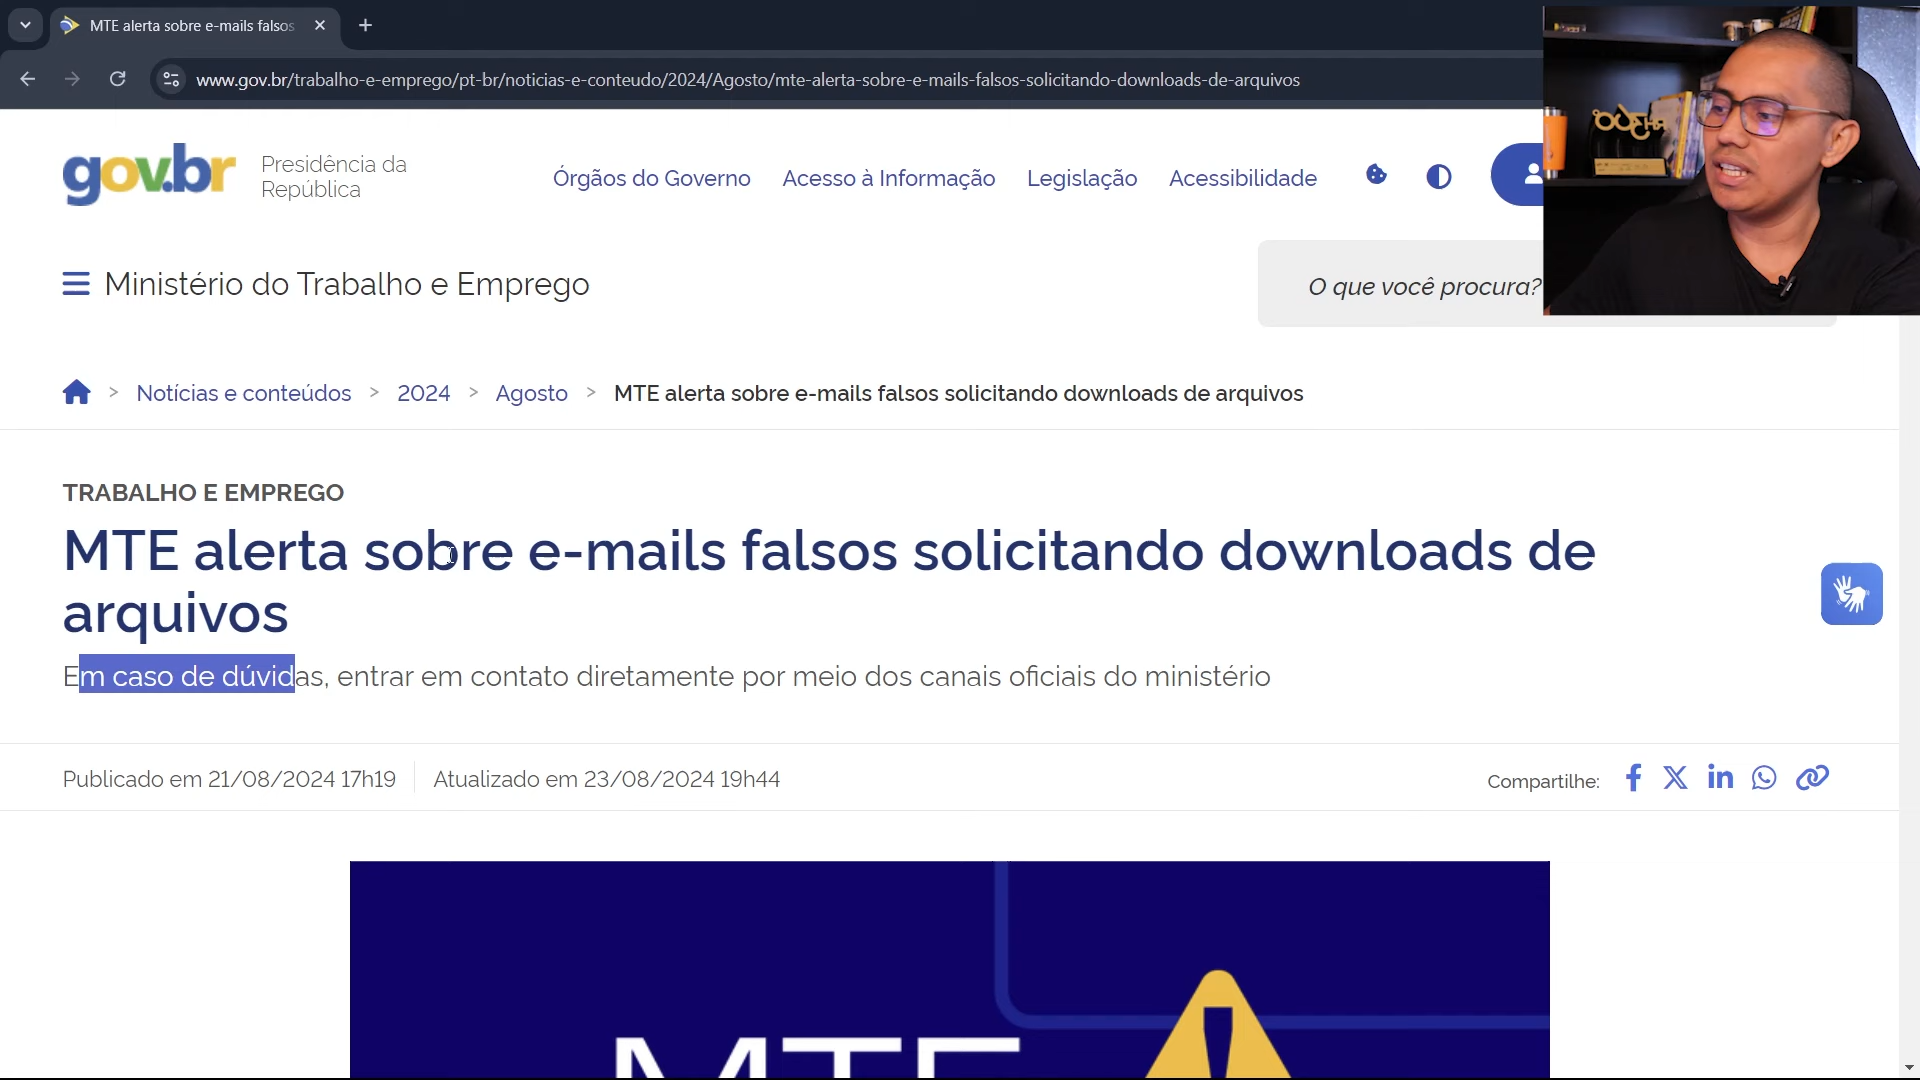 MTE alerta sobre e-mails falsos
www.gov.br/trabalho-e-emprego/pt-br/noticias-e-conteudo/2024/Agosto/mte-alerta-sobre-e-mails-falsos-solicitando-downloads-de-arquivos
gov.br
Presidência da
República
Órgãos do Governo
Acesso à Informação
Legislação
Acessibilidade
Ministério do Trabalho e Emprego
O que você procura?
> Notícias e conteúdos > 2024 > Agosto > MTE alerta sobre e-mails falsos solicitando downloads de arquivos
TRABALHO E EMPREGO
MTE alerta sobre e-mails falsos solicitando downloads de
arquivos
Em caso de dúvidas, entrar em contato diretamente por meio dos canais oficiais do ministério
Publicado em 21/08/2024 17h19
Atualizado em 23/08/2024 19h44
Compartilhe:
MTE